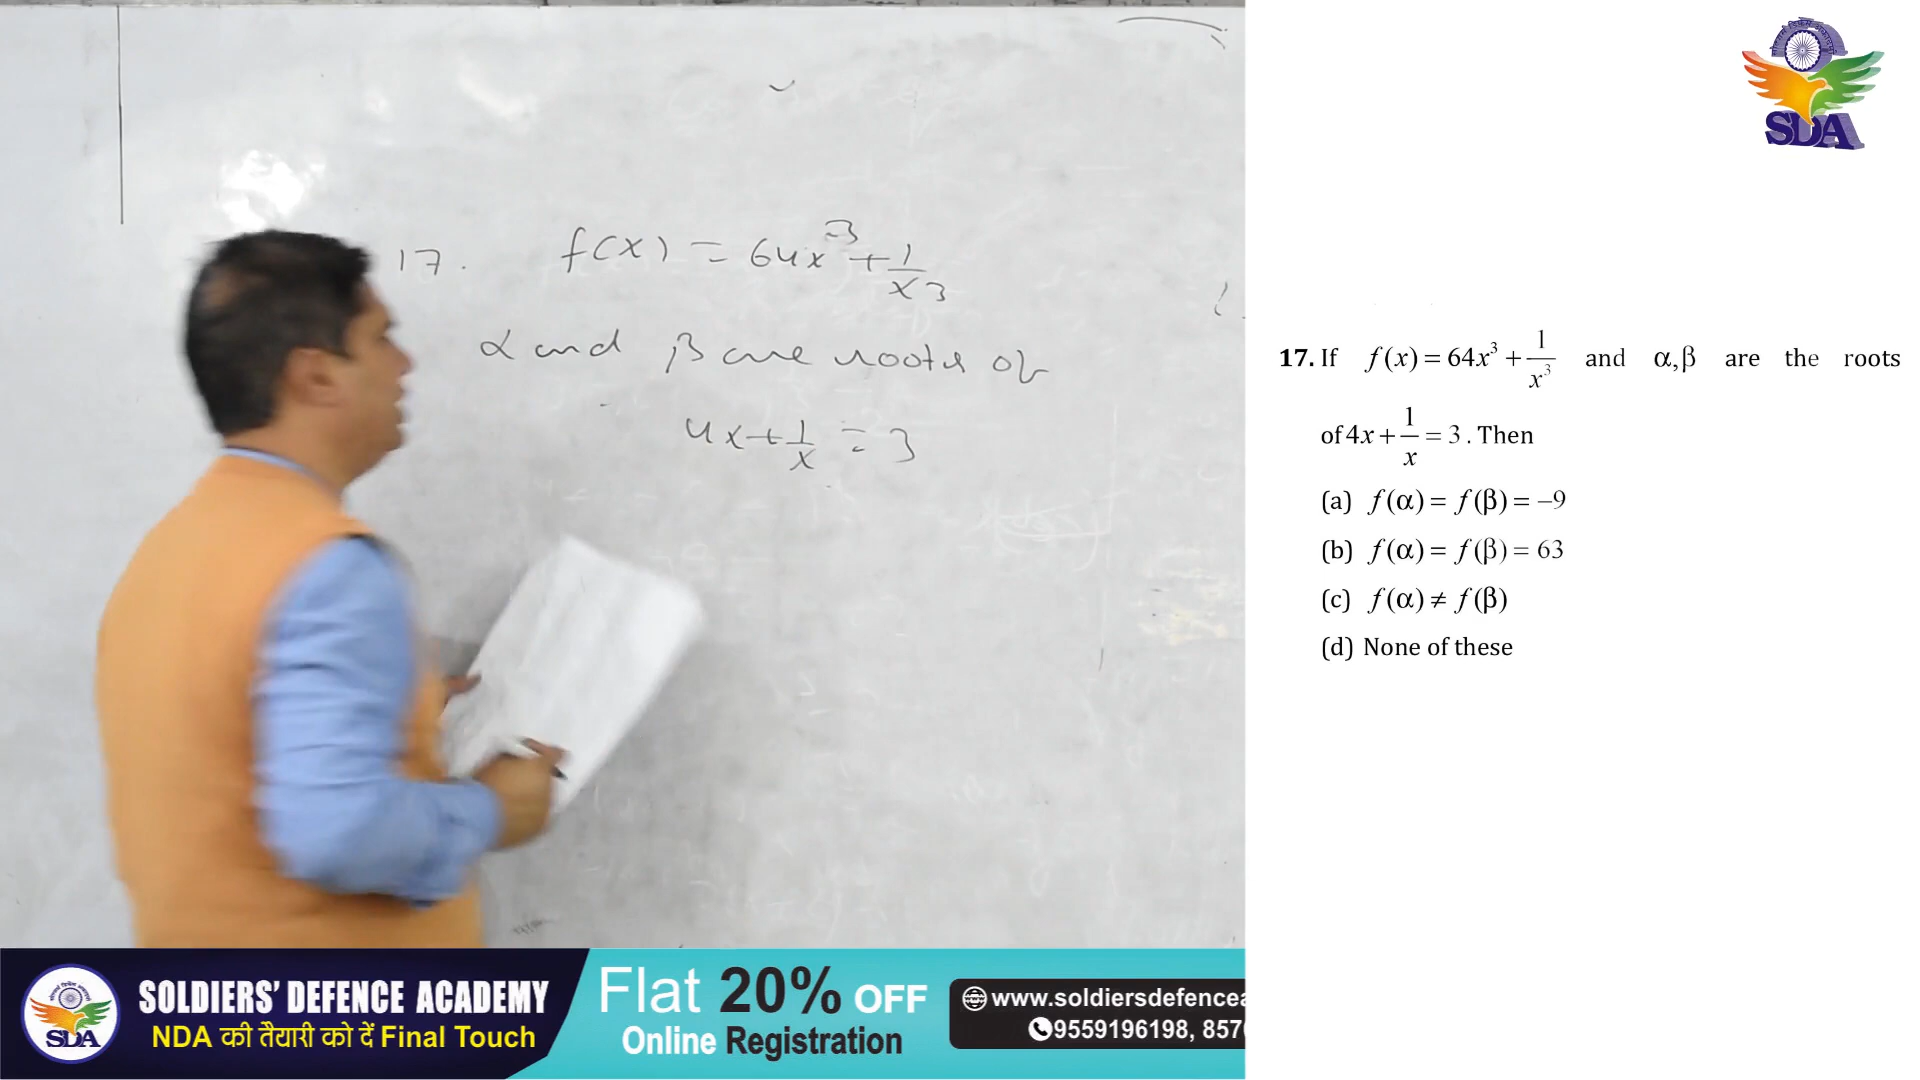 SDA
17. f(x) = 64x³ + 1/x³
α and β are roots of
4x + 1/x = 3
17. If f(x) = 64x³ + 1/x³ and α, β are the roots
of 4x + 1/x = 3. Then
(a) f(α) = f(β) = –9
(b) f(α) = f(β) = 63
(c) f(α) ≠ f(β)
(d) None of these
SDA
SOLDIERS' DEFENCE ACADEMY
NDA की तैयारी को दें Final Touch
Flat 20% OFF
Online Registration
www.soldiersdefencea
9559196198, 857